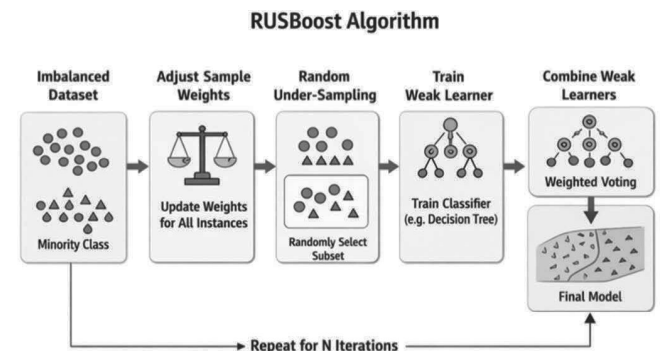 RUSBoost Algorithm
Imbalanced
Dataset
Adjust Sample
Weights
Random
Under-Sampling
Train
Weak Learner
Combine Weak
Learners
Minority Class
Update Weights
for All Instances
Randomly Select
Subset
Train Classifier
(e.g. Decision Tree)
Weighted Voting
Final Model
Repeat for N Iterations